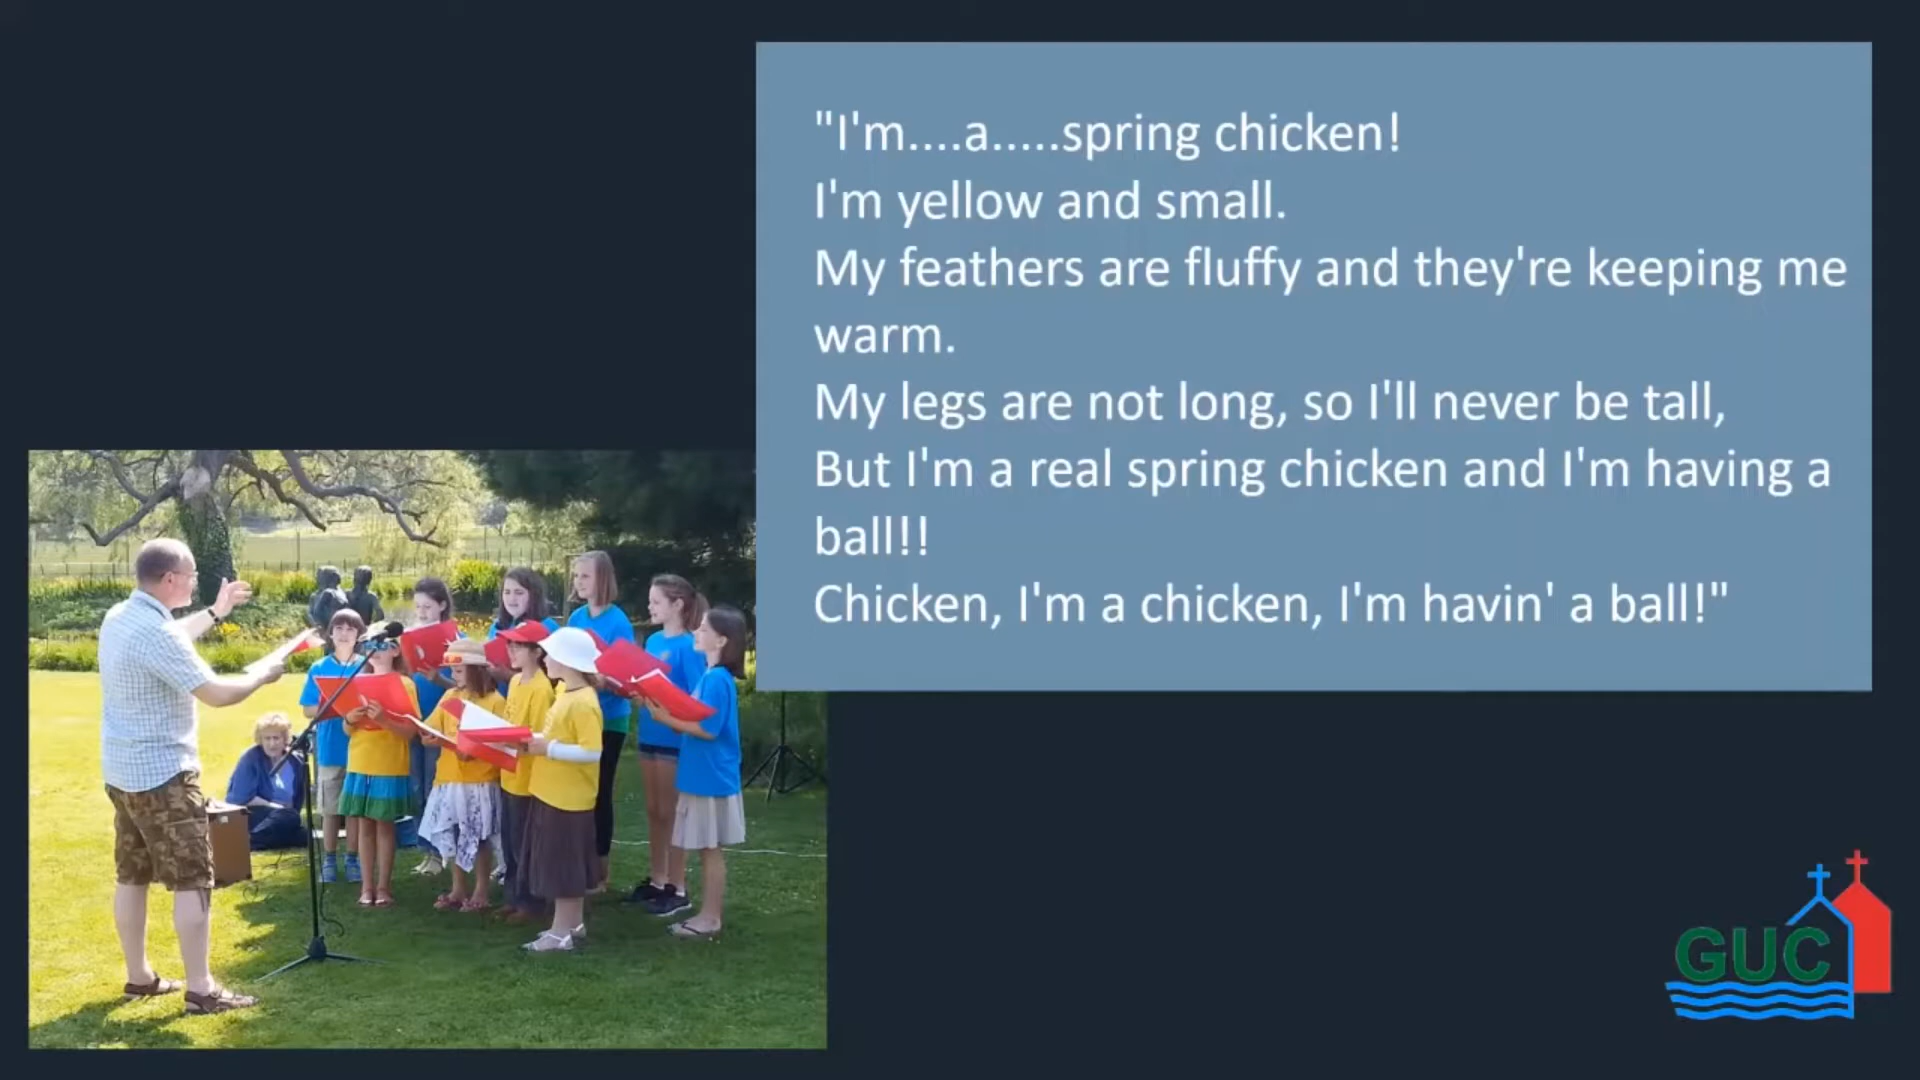 "I'm....a.....spring chicken!
I'm yellow and small.
My feathers are fluffy and they're keeping me
warm.
My legs are not long, so I'll never be tall,
But I'm a real spring chicken and I'm having a
ball!!
Chicken, I'm a chicken, I'm havin' a ball!"
GUC